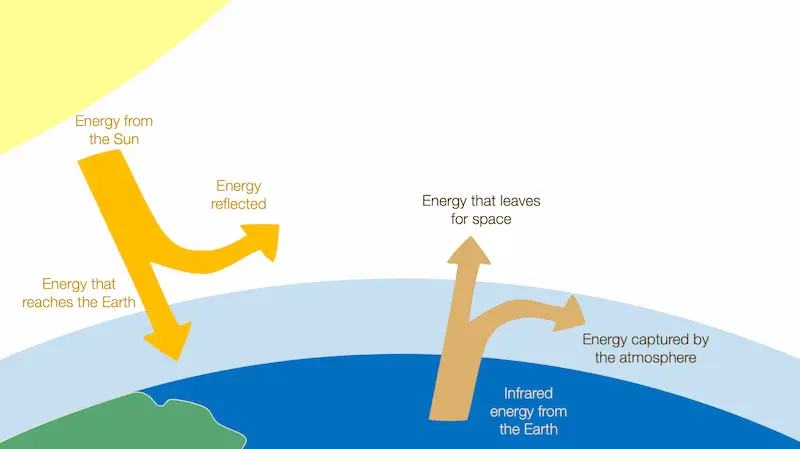 Energy from
the Sun
Energy
reflected
Energy that
reaches the Earth
Energy that leaves
for space
Energy captured by
the atmosphere
Infrared
energy from
the Earth